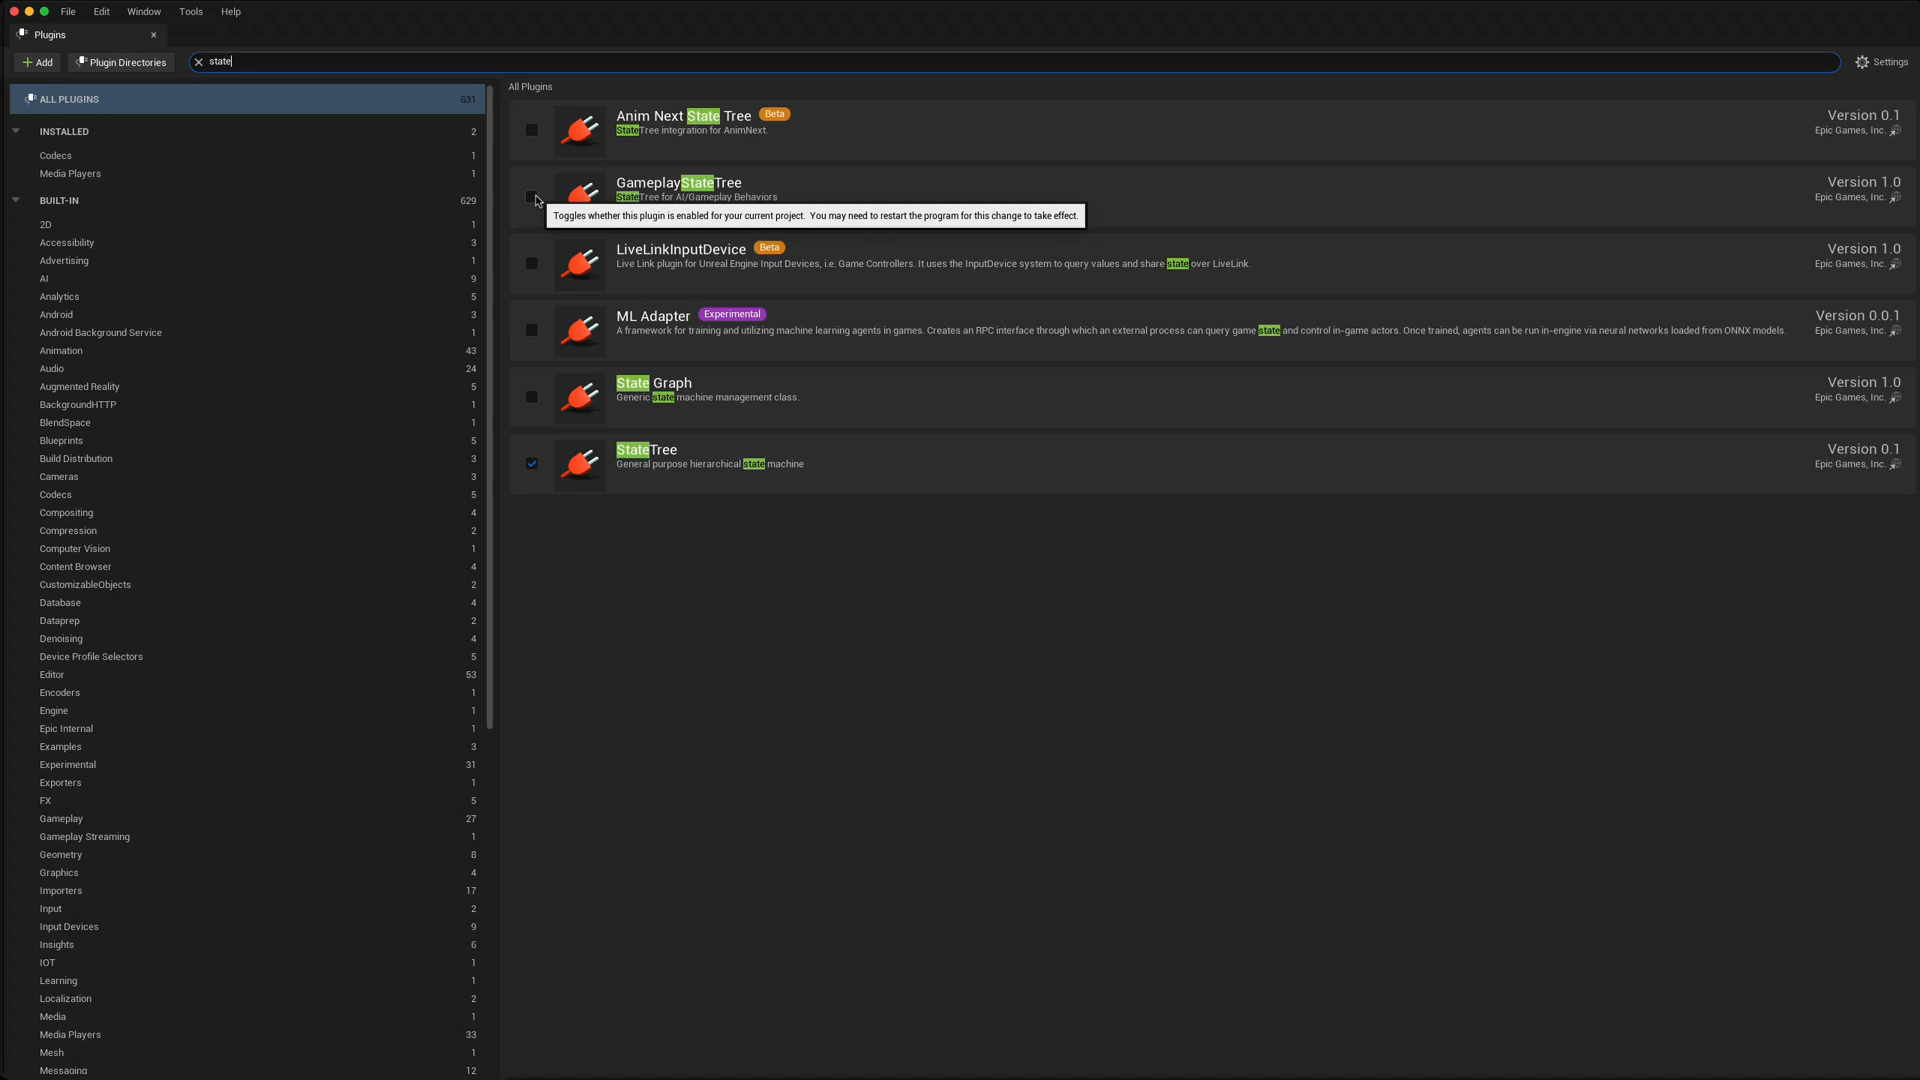 File Edit Window Tools Help
Plugins
Add Plugin Directories state Settings
ALL PLUGINS 631
INSTALLED 2
Codecs 1
Media Players 1
BUILT-IN 629
2D 1
Accessibility 3
Advertising 1
AI 9
Analytics 5
Android 3
Android Background Service 1
Animation 43
Audio 24
Augmented Reality 5
BackgroundHTTP 1
BlendSpace 1
Blueprints 5
Build Distribution 3
Cameras 3
Codecs 5
Compositing 4
Compression 2
Computer Vision 1
Content Browser 4
CustomizableObjects 2
Database 4
Dataprep 2
Denoising 4
Device Profile Selectors 5
Editor 53
Encoders 1
Engine 1
Epic Internal 1
Examples 3
Experimental 31
Exporters 1
FX 5
Gameplay 27
Gameplay Streaming 1
Geometry 8
Graphics 4
Importers 17
Input 2
Input Devices 9
Insights 6
IOT 1
Learning 1
Localization 2
Media 1
Media Players 33
Mesh 1
Messaging 12
All Plugins
Anim Next State Tree Beta Version 0.1
StateTree integration for AnimNext. Epic Games, Inc.
GameplayStateTree Version 1.0
StateTree for AI/Gameplay Behaviors Epic Games, Inc.
Toggles whether this plugin is enabled for your current project. You may need to restart the program for this change to take effect.
LiveLinkInputDevice Beta Version 1.0
Live Link plugin for Unreal Engine Input Devices, i.e. Game Controllers. It uses the InputDevice system to query values and share state over LiveLink. Epic Games, Inc.
ML Adapter Experimental Version 0.0.1
A framework for training and utilizing machine learning agents in games. Creates an RPC interface through which an external process can query game state and control in-game actors. Once trained, agents can be run in-engine via neural networks loaded from ONNX models. Epic Games, Inc.
State Graph Version 1.0
Generic state machine management class. Epic Games, Inc.
StateTree Version 0.1
General purpose hierarchical state machine Epic Games, Inc.